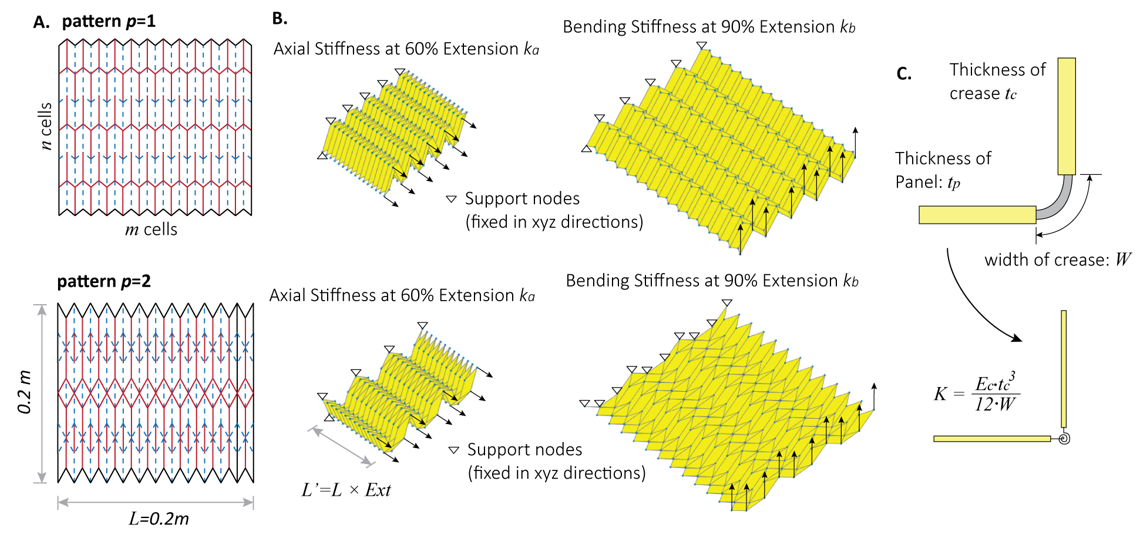 A. pattern p=1
n cells
m cells
B.
Axial Stiffness at 60% Extension ka
Bending Stiffness at 90% Extension kb
Support nodes
(fixed in xyz directions)
C.
Thickness of
crease tc
Thickness of
Panel: tp
width of crease: W
K = Ec·tc³
12·W
pattern p=2
0.2 m
L=0.2m
Axial Stiffness at 60% Extension ka
Bending Stiffness at 90% Extension kb
L'=L × Ext
Support nodes
(fixed in xyz directions)